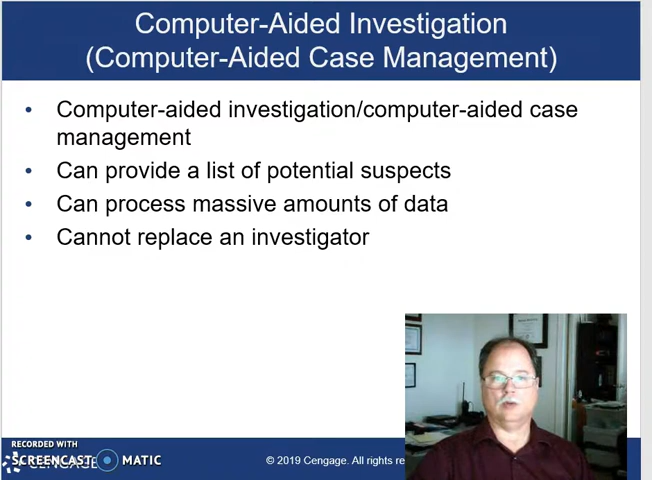 Computer-Aided Investigation
(Computer-Aided Case Management)
• Computer-aided investigation/computer-aided case
management
• Can provide a list of potential suspects
• Can process massive amounts of data
• Cannot replace an investigator
RECORDED WITH
SCREENCAST MATIC
CENGAGE
© 2019 Cengage. All rights re